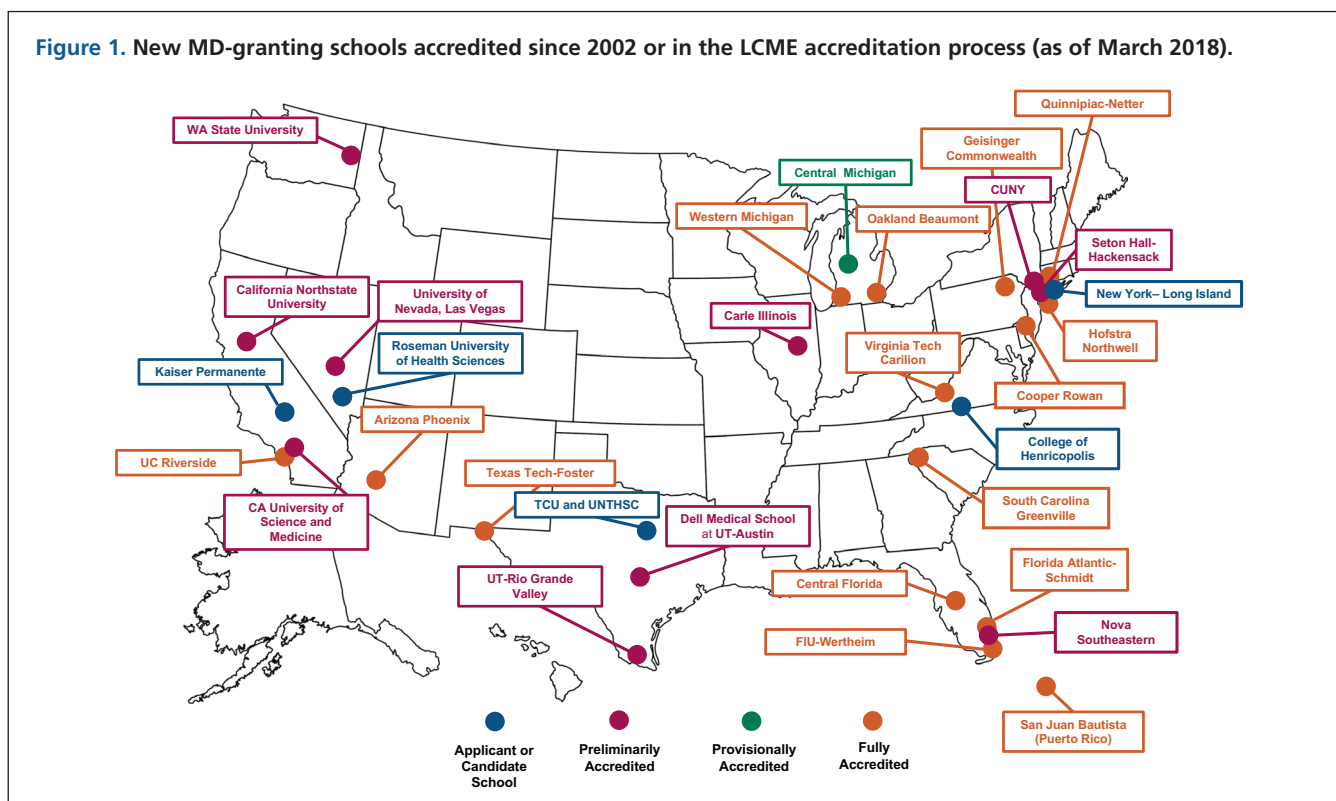 Figure 1. New MD-granting schools accredited since 2002 or in the LCME accreditation process (as of March 2018).
Quinnipiac-Netter
WA State University
Geisinger
Commonwealth
Central Michigan
CUNY
Western Michigan
Oakland Beaumont
Seton Hall-
Hackensack
California Northstate
University
University of
Nevada, Las Vegas
New York– Long Island
Carle Illinois
Roseman University
of Health Sciences
Virginia Tech
Carilion
Hofstra
Northwell
Kaiser Permanente
Cooper Rowan
Arizona Phoenix
College of
Henricopolis
UC Riverside
Texas Tech-Foster
TCU and UNTHSC
South Carolina
Greenville
CA University of
Science and
Medicine
Dell Medical School
at UT-Austin
Florida Atlantic-
Schmidt
UT-Rio Grande
Valley
Central Florida
Nova
Southeastern
FIU-Wertheim
San Juan Bautista
(Puerto Rico)
Applicant or
Candidate
School
Preliminarily
Accredited
Provisionally
Accredited
Fully
Accredited